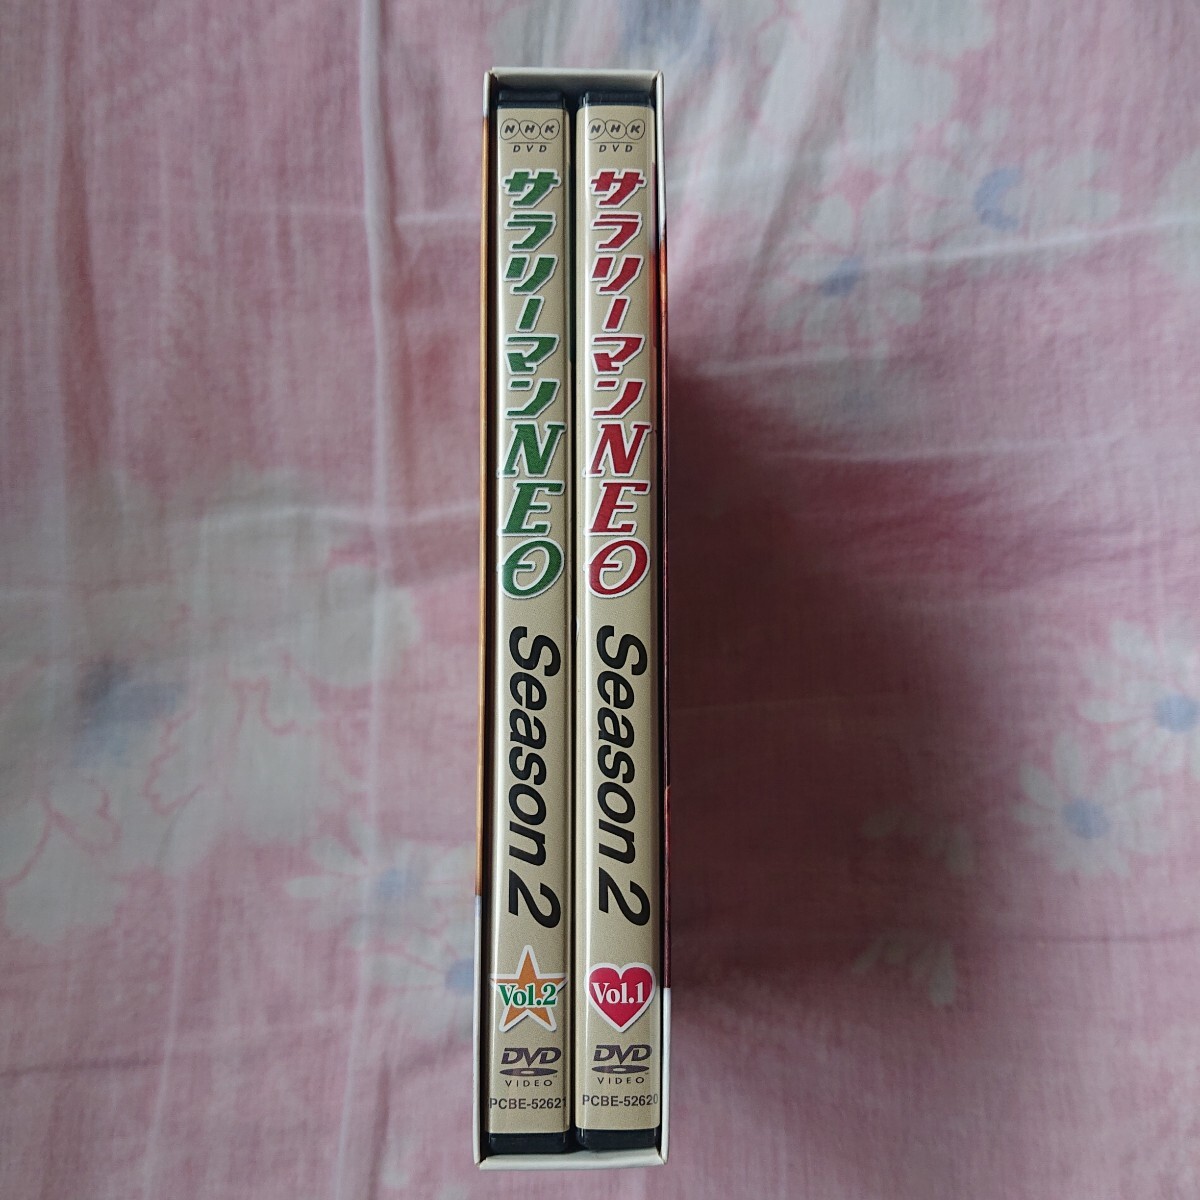 NHK
DVD
サラリーマンNEO
Season 2
Vol.2
DVD
VIDEO
PCBE-52621
NHK
DVD
サラリーマンNEO
Season 2
Vol.1
DVD
VIDEO
PCBE-52620